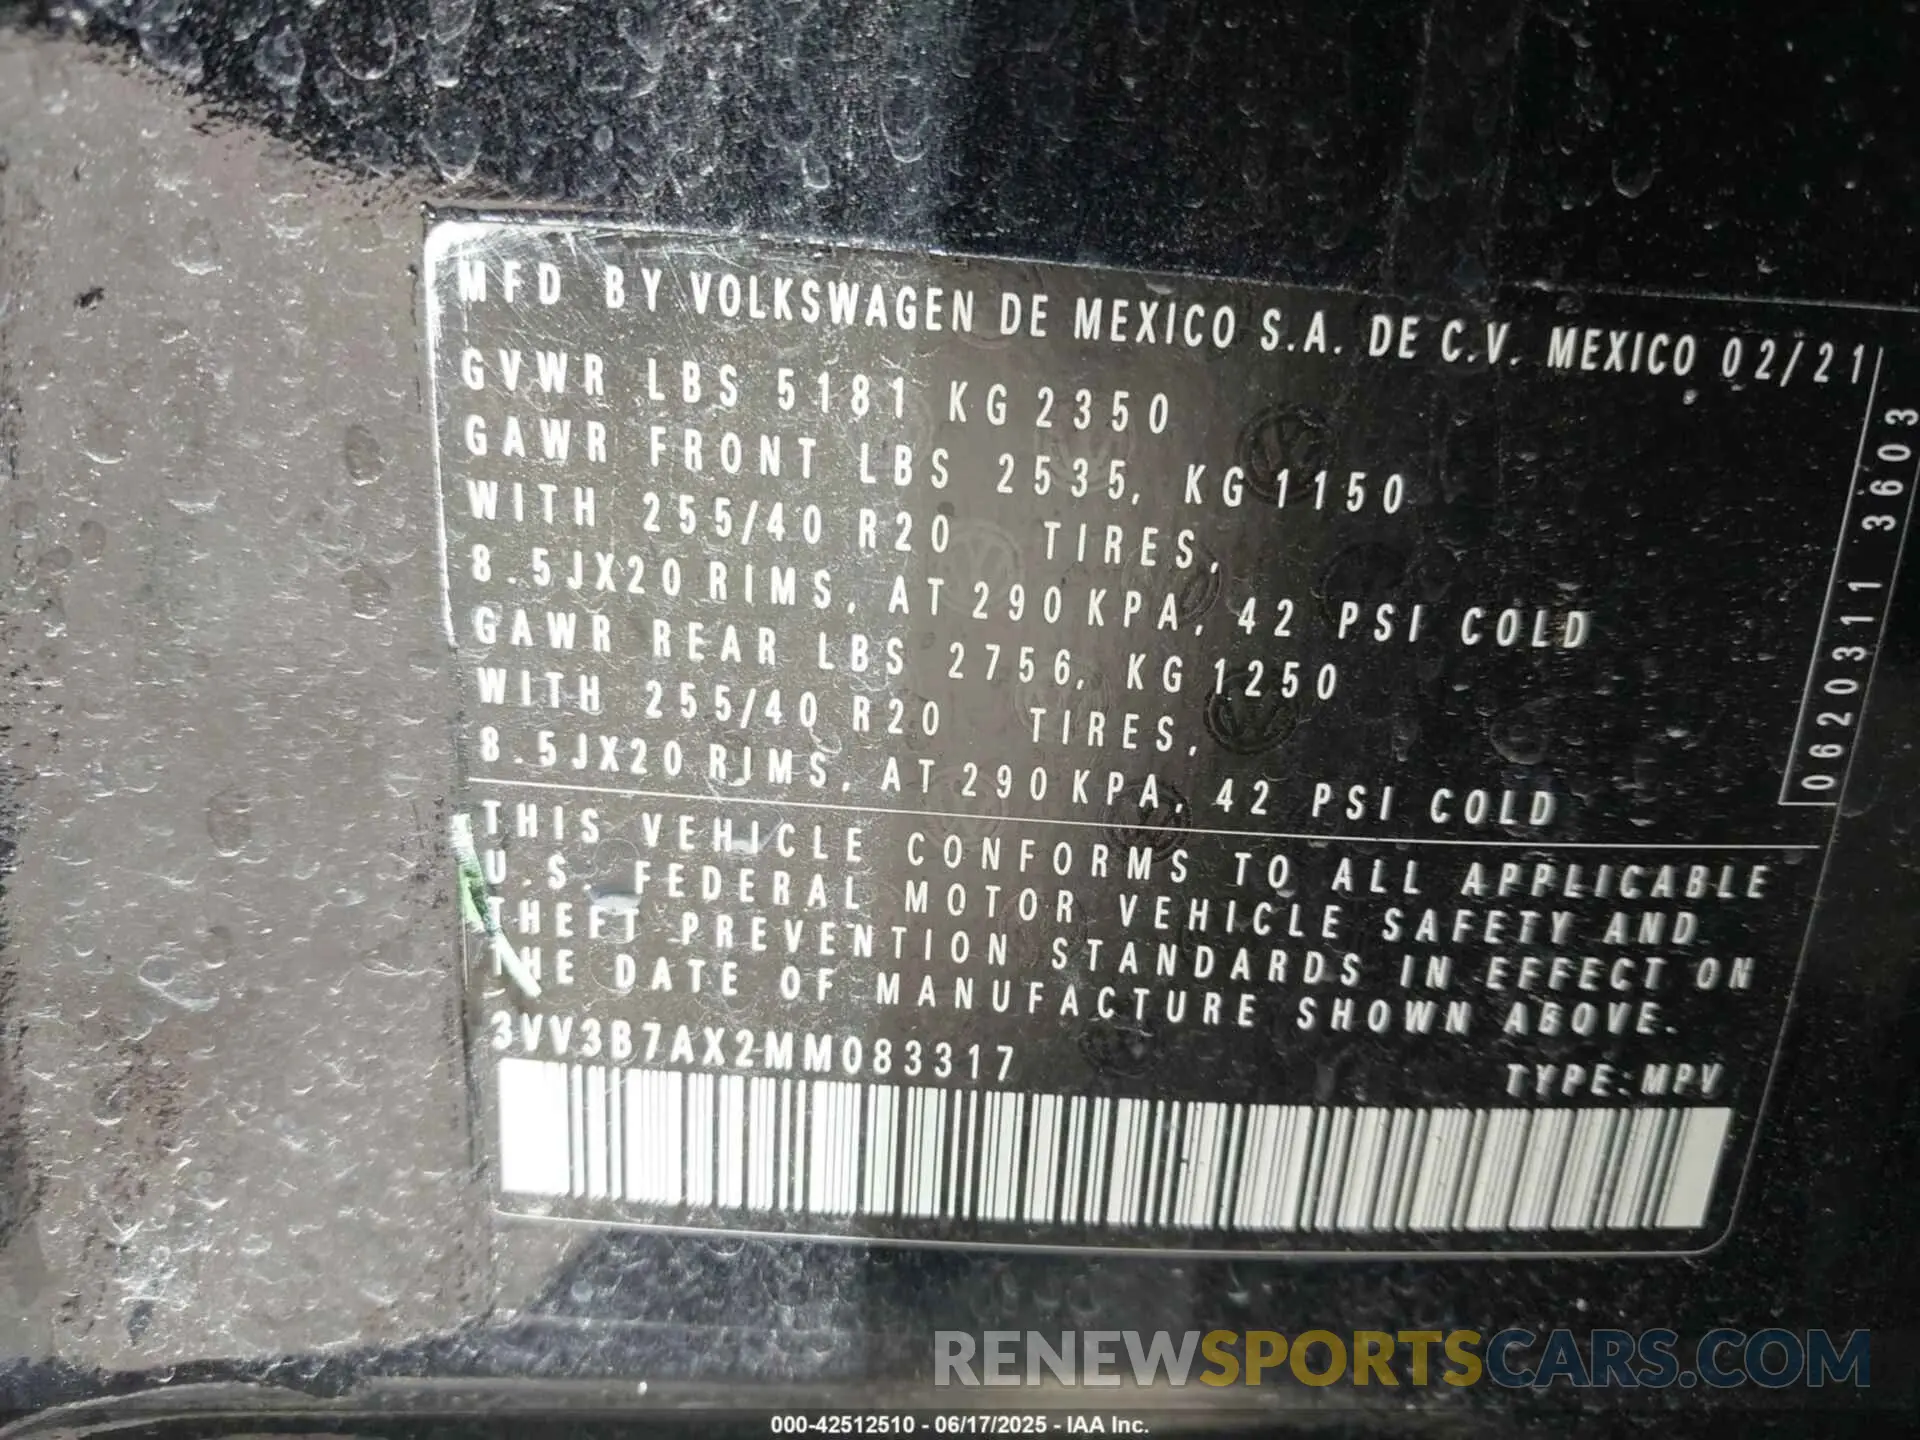 MFD BY VOLKSWAGEN DE MEXICO S.A. DE C.V. MEXICO 02/21
GVWR LBS 5181 KG 2350
GAWR FRONT LBS 2535, KG 1150
WITH 255/40 R20 TIRES,
8.5JX20 RIMS, AT 290 KPA, 42 PSI COLD
GAWR REAR LBS 2756, KG 1250
WITH 255/40 R20 TIRES,
8.5JX20 RIMS, AT 290 KPA, 42 PSI COLD
0620311 3603
THIS VEHICLE CONFORMS TO ALL APPLICABLE
U.S. FEDERAL MOTOR VEHICLE SAFETY AND
THEFT PREVENTION STANDARDS IN EFFECT ON
THE DATE OF MANUFACTURE SHOWN ABOVE.
3VV3B7AX2MM083317
TYPE:MPV
RENEWSPORTSCARS.COM
000-42512510 - 06/17/2025 - IAA Inc.